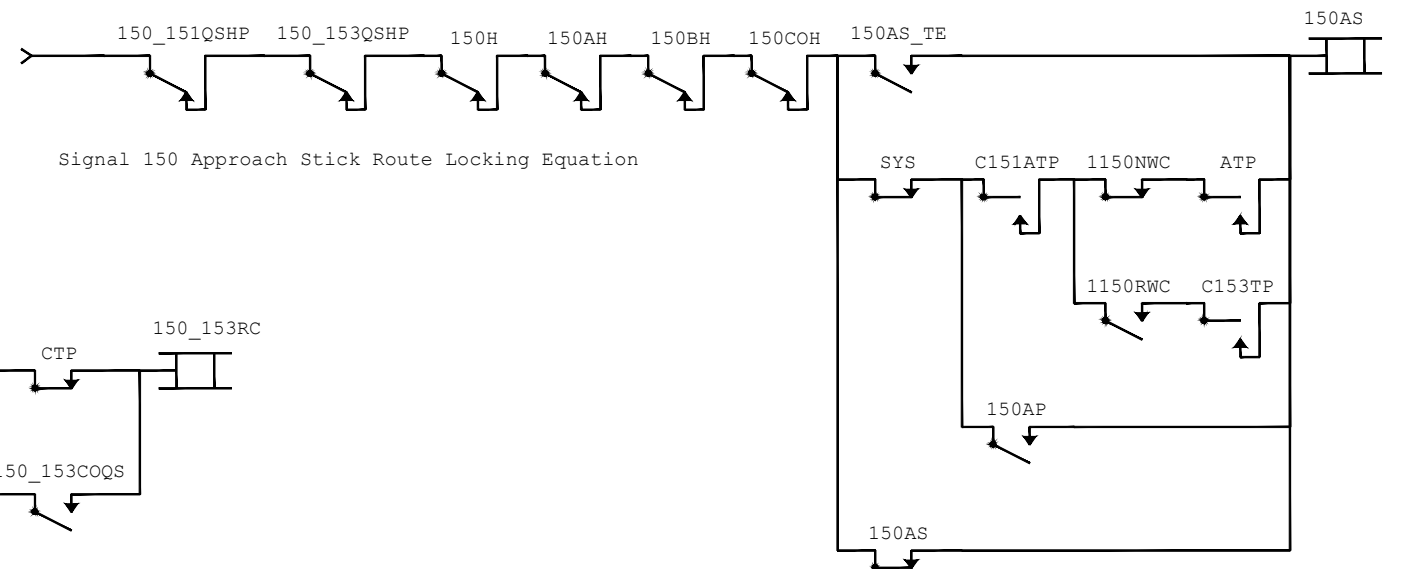 150AS
150_151QSHP 150_153QSHP 150H 150AH 150BH 150COH 150AS_TE
Signal 150 Approach Stick Route Locking Equation
SYS C151ATP 1150NWC ATP
1150RWC C153TP
150_153RC
CTP
150AP
50_153COQS
150AS